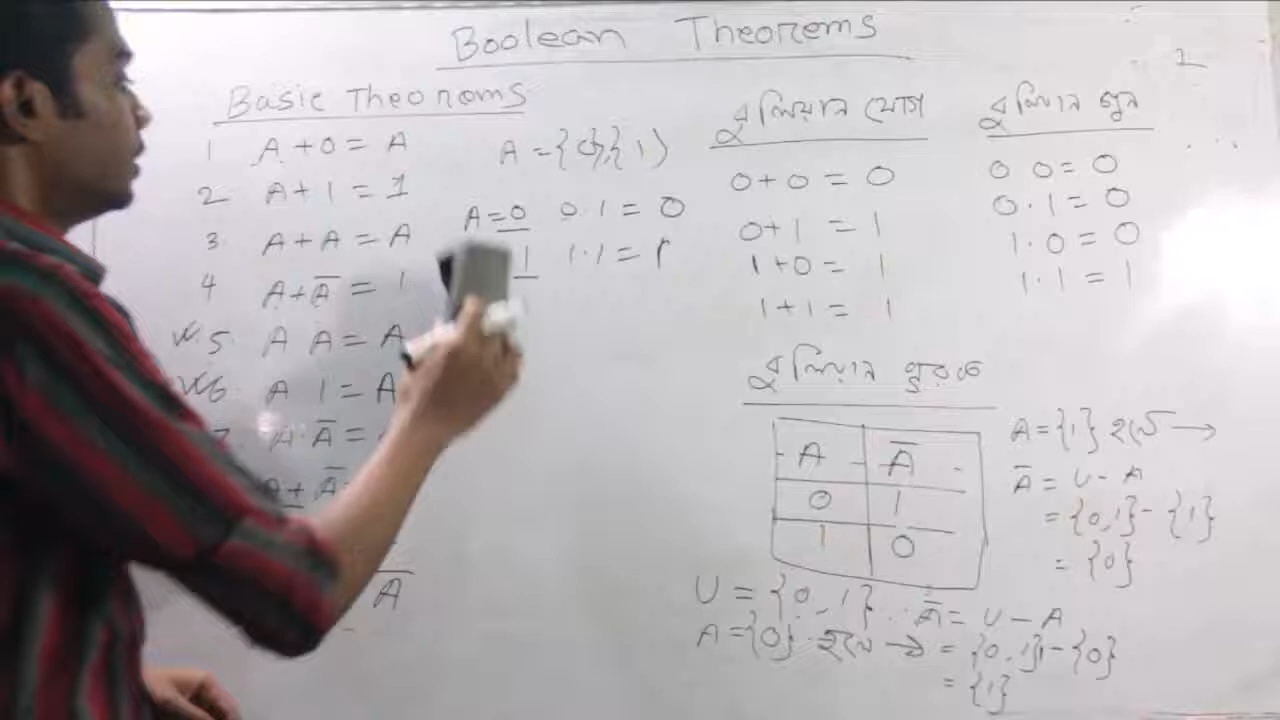 Boolean Theorems
2
Basic Theorems
1 A + 0 = A
2 A + 1 = 1
3. A + A = A
4 A + A̅ = 1
5. A A = A
6 A 1 = A
A · A̅ =
A + A̅
A̅
A = {0},{1}
A = 0 0 · 1 = 0
1 1 · 1 = 1
বুলিয়ান যোগ
0 + 0 = 0
0 + 1 = 1
1 + 0 = 1
1 + 1 = 1
বুলিয়ান গুন
0 0 = 0
0 · 1 = 0
1 · 0 = 0
1 · 1 = 1
বুলিয়ান পুরক
A A̅
0 1
1 0
A = {1} হলে →
A̅ = U - A
= {0,1} - {1}
= {0}
U = {0,1} A̅ = U - A
A = {0} হলে → = {0,1} - {0}
= {1}